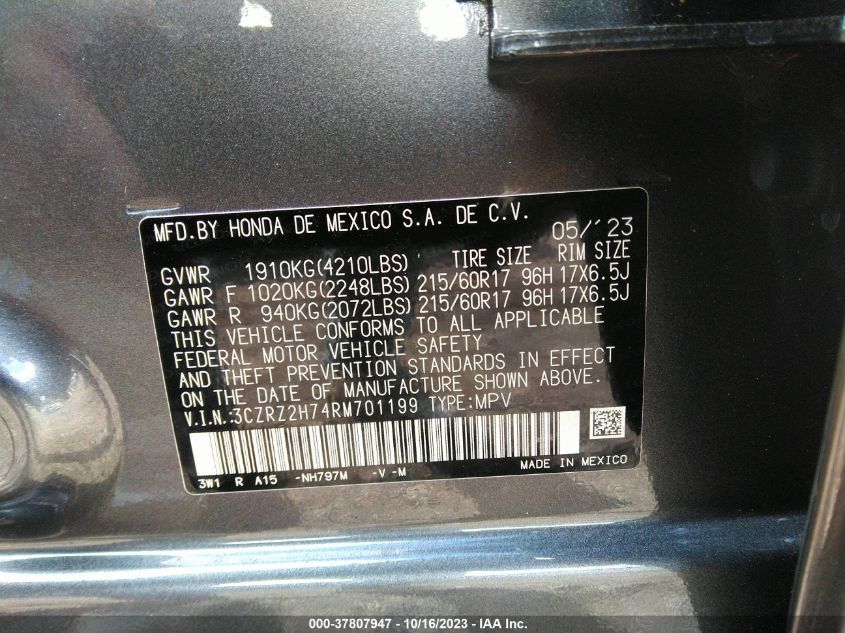 MFD.BY HONDA DE MEXICO S.A. DE C.V. 05/'23
TIRE SIZE RIM SIZE
GVWR 1910KG(4210LBS)
GAWR F 1020KG(2248LBS) 215/60R17 96H 17X6.5J
GAWR R 940KG(2072LBS) 215/60R17 96H 17X6.5J
THIS VEHICLE CONFORMS TO ALL APPLICABLE
FEDERAL MOTOR VEHICLE SAFETY
AND THEFT PREVENTION STANDARDS IN EFFECT
ON THE DATE OF MANUFACTURE SHOWN ABOVE.
V.I.N.:3CZRZ2H74RM701199 TYPE:MPV
3W1 R A15 -NH797M -V -M MADE IN MEXICO
000-37807947 - 10/16/2023 - IAA Inc.